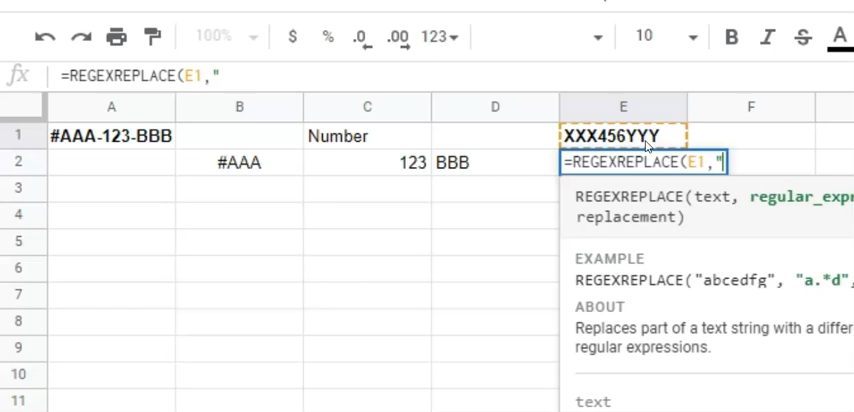 100% $ % .0 .00 123 10 B I S A
fx =REGEXREPLACE(E1,"
A B C D E F
1 #AAA-123-BBB Number XXX456YYY
2 #AAA 123 BBB =REGEXREPLACE(E1,"
3 REGEXREPLACE(text, regular_expr
4 replacement)
5
6 EXAMPLE
REGEXREPLACE("abcedfg", "a.*d",
7 ABOUT
8 Replaces part of a text string with a differ
9 regular expressions.
10
11 text